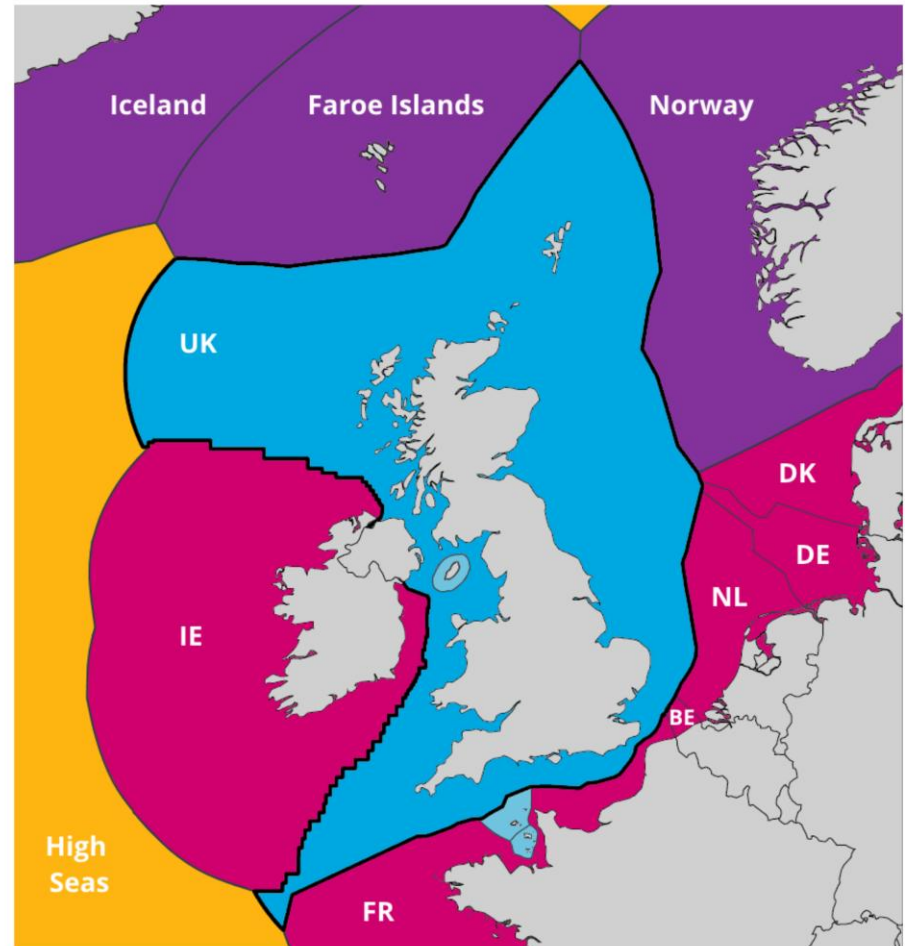 Iceland
Faroe Islands
Norway
UK
DK
DE
NL
IE
BE
High
Seas
FR